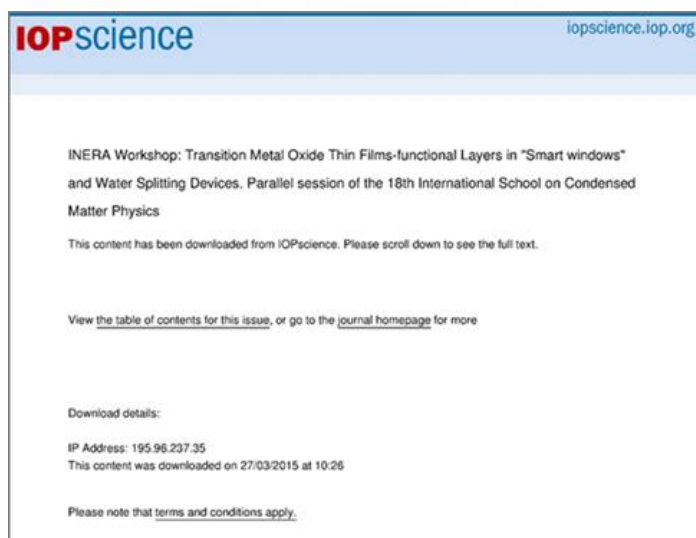 IOPscience
iopscience.iop.org
INERA Workshop: Transition Metal Oxide Thin Films-functional Layers in "Smart windows"
and Water Splitting Devices. Parallel session of the 18th International School on Condensed
Matter Physics
This content has been downloaded from IOPscience. Please scroll down to see the full text.
View the table of contents for this issue, or go to the journal homepage for more
Download details:
IP Address: 195.96.237.35
This content was downloaded on 27/03/2015 at 10:26
Please note that terms and conditions apply.